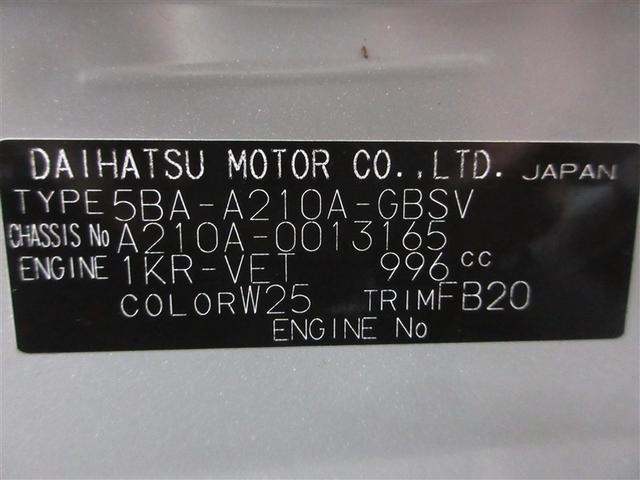 DAIHATSU MOTOR CO.,LTD. JAPAN
TYPE 5BA-A210A-GBSV
CHASSIS No A210A-0013165
ENGINE 1KR-VET 996 cc
COLOR W25 TRIM FB20
ENGINE No